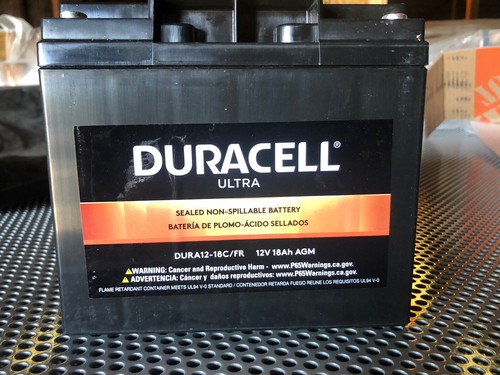 DURACELL®
ULTRA
SEALED NON-SPILLABLE BATTERY
BATERÍA DE PLOMO-ÁCIDO SELLADOS
DURA12-18C/FR 12V 18Ah AGM
⚠WARNING: Cancer and Reproductive Harm - www.P65Warnings.ca.gov.
⚠ADVERTENCIA: Cáncer y daños reproductivos: www.P65Warnings.ca.gov.
FLAME RETARDANT CONTAINER MEETS UL94 V-0 STANDARD / CONTENEDOR RETARDA FUEGO REUNE LOS REQUISITOS UL94 V-0